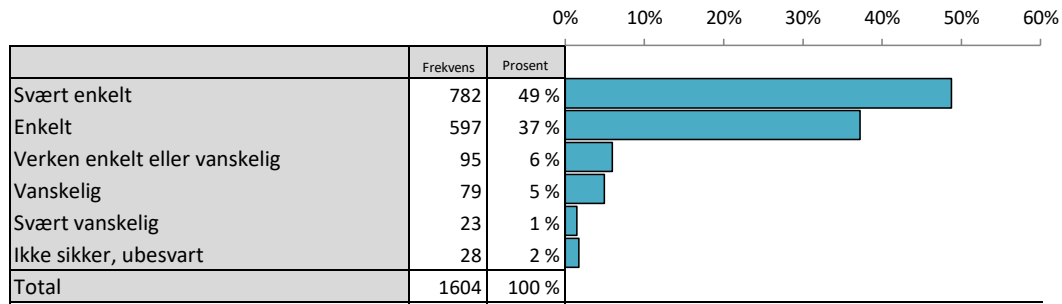 0% 10% 20% 30% 40% 50% 60%
Frekvens Prosent
Svært enkelt 782 49 %
Enkelt 597 37 %
Verken enkelt eller vanskelig 95 6 %
Vanskelig 79 5 %
Svært vanskelig 23 1 %
Ikke sikker, ubesvart 28 2 %
Total 1604 100 %